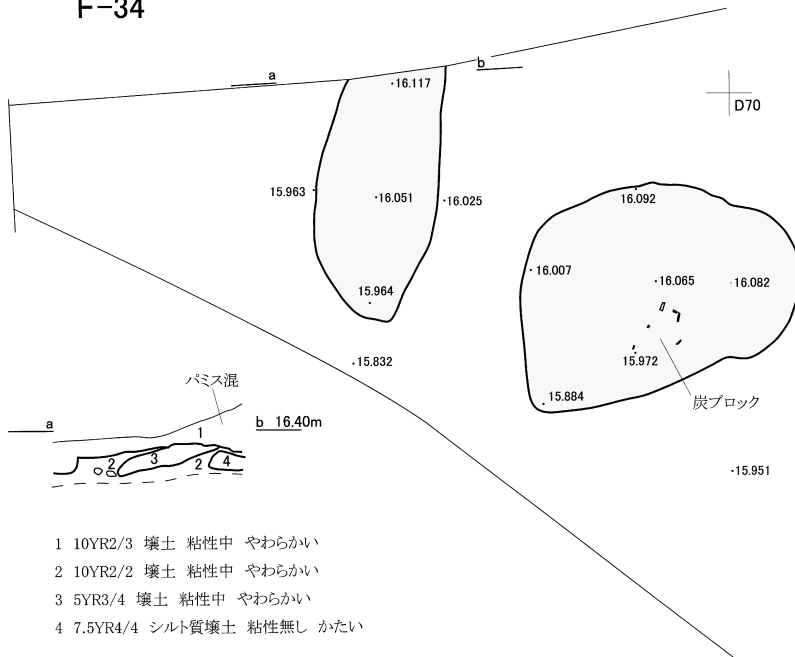 F-34
a
b
16.117
D70
15.963
16.051
16.025
16.092
16.007
16.065
16.082
15.964
15.972
15.832
15.884
炭ブロック
15.951
パミス混
a
b 16.40m
1
2
3
2
4
1 10YR2/3 壌土 粘性中 やわらかい
2 10YR2/2 壌土 粘性中 やわらかい
3 5YR3/4 壌土 粘性中 やわらかい
4 7.5YR4/4 シルト質壌土 粘性無し かたい